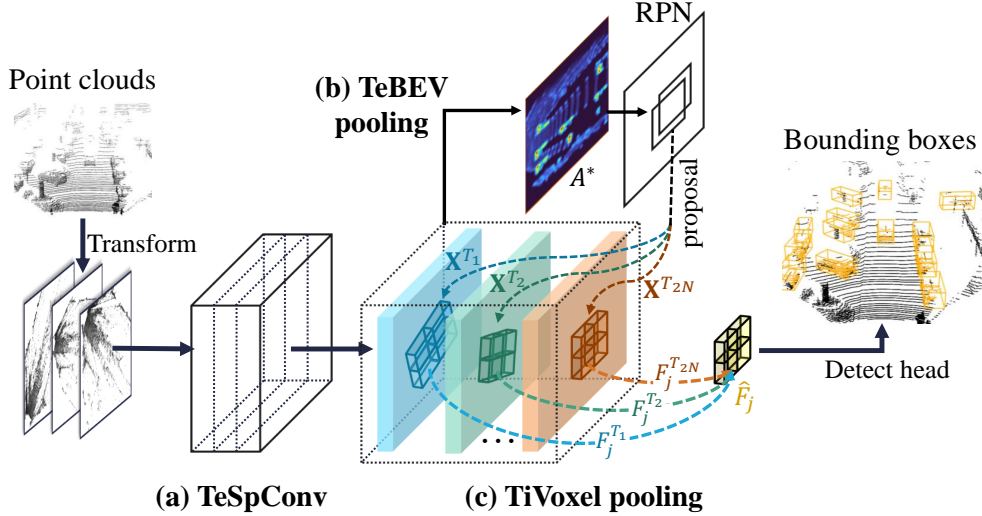 RPN
Point clouds
(b) TeBEV
pooling
Bounding boxes
A*
proposal
Transform
X^{T_1}
X^{T_2}
X^{T_{2N}}
F_j^{T_{2N}}
F_j^{T_2}
F_j^{T_1}
F̂_j
Detect head
...
(a) TeSpConv
(c) TiVoxel pooling